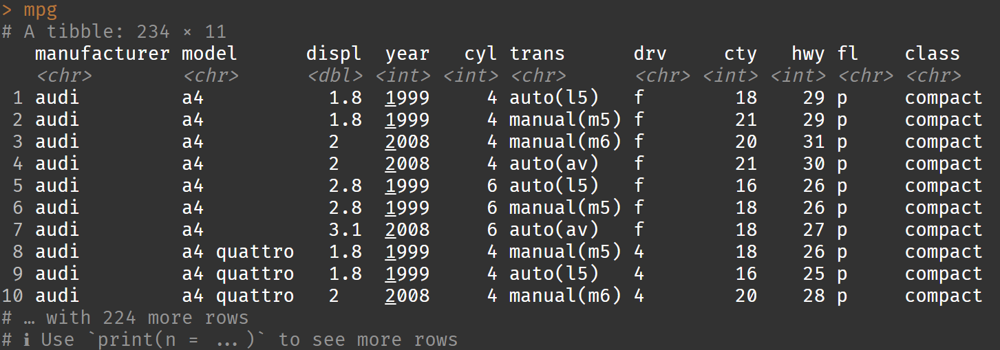 > mpg
# A tibble: 234 × 11
   manufacturer model      displ  year   cyl trans      drv     cty   hwy fl    class
   <chr>        <chr>      <dbl> <int> <int> <chr>      <chr> <int> <int> <chr> <chr>
 1 audi         a4           1.8  1999     4 auto(l5)   f        18    29 p     compact
 2 audi         a4           1.8  1999     4 manual(m5) f        21    29 p     compact
 3 audi         a4           2    2008     4 manual(m6) f        20    31 p     compact
 4 audi         a4           2    2008     4 auto(av)   f        21    30 p     compact
 5 audi         a4           2.8  1999     6 auto(l5)   f        16    26 p     compact
 6 audi         a4           2.8  1999     6 manual(m5) f        18    26 p     compact
 7 audi         a4           3.1  2008     6 auto(av)   f        18    27 p     compact
 8 audi         a4 quattro   1.8  1999     4 manual(m5) 4        18    26 p     compact
 9 audi         a4 quattro   1.8  1999     4 auto(l5)   4        16    25 p     compact
10 audi         a4 quattro   2    2008     4 manual(m6) 4        20    28 p     compact
# … with 224 more rows
# ℹ Use `print(n = ...)` to see more rows